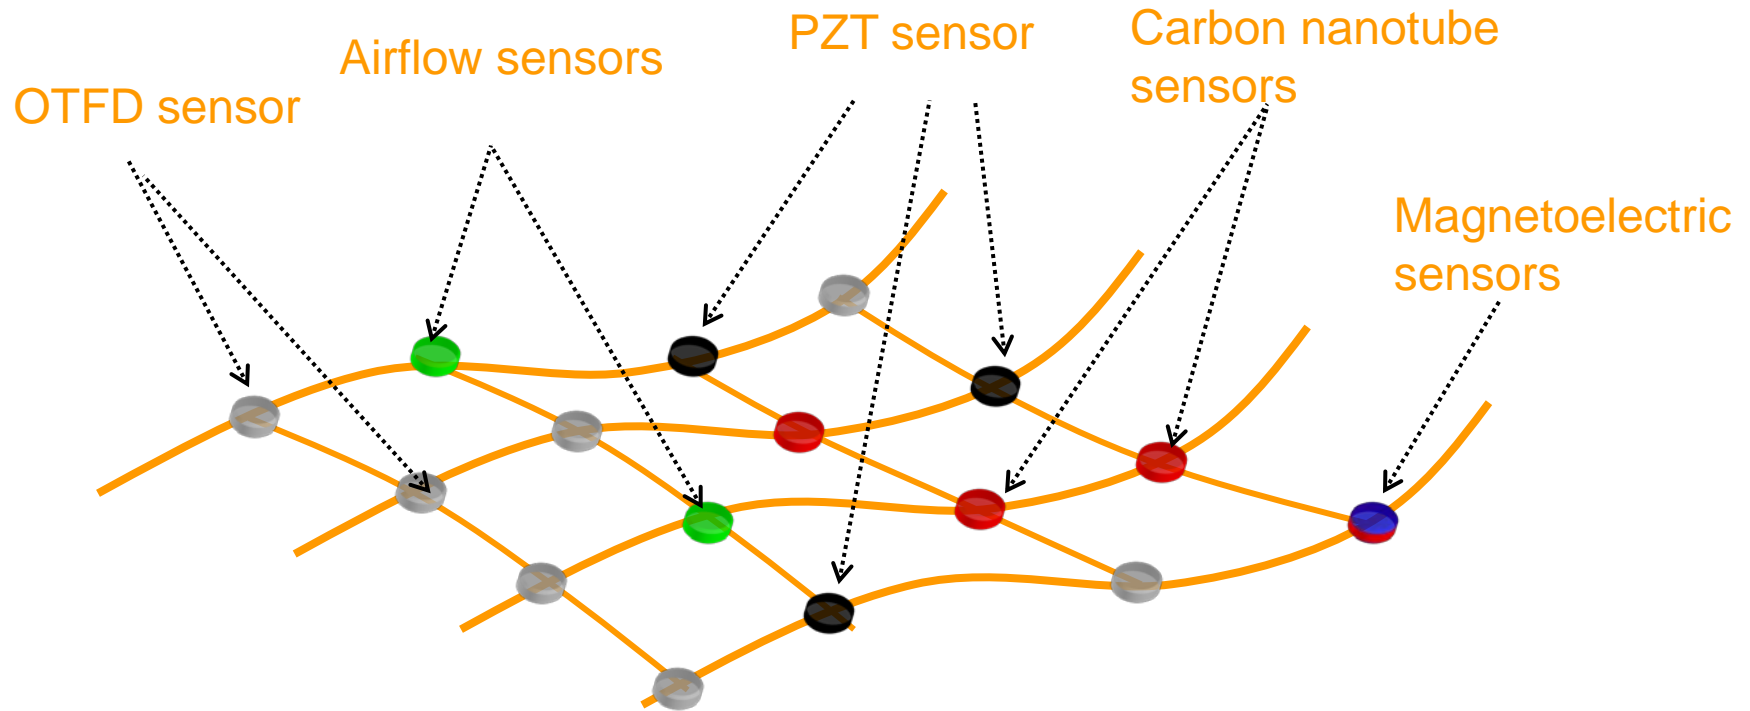 OTFD sensor
Airflow sensors
PZT sensor
Carbon nanotube
sensors
Magnetoelectric
sensors